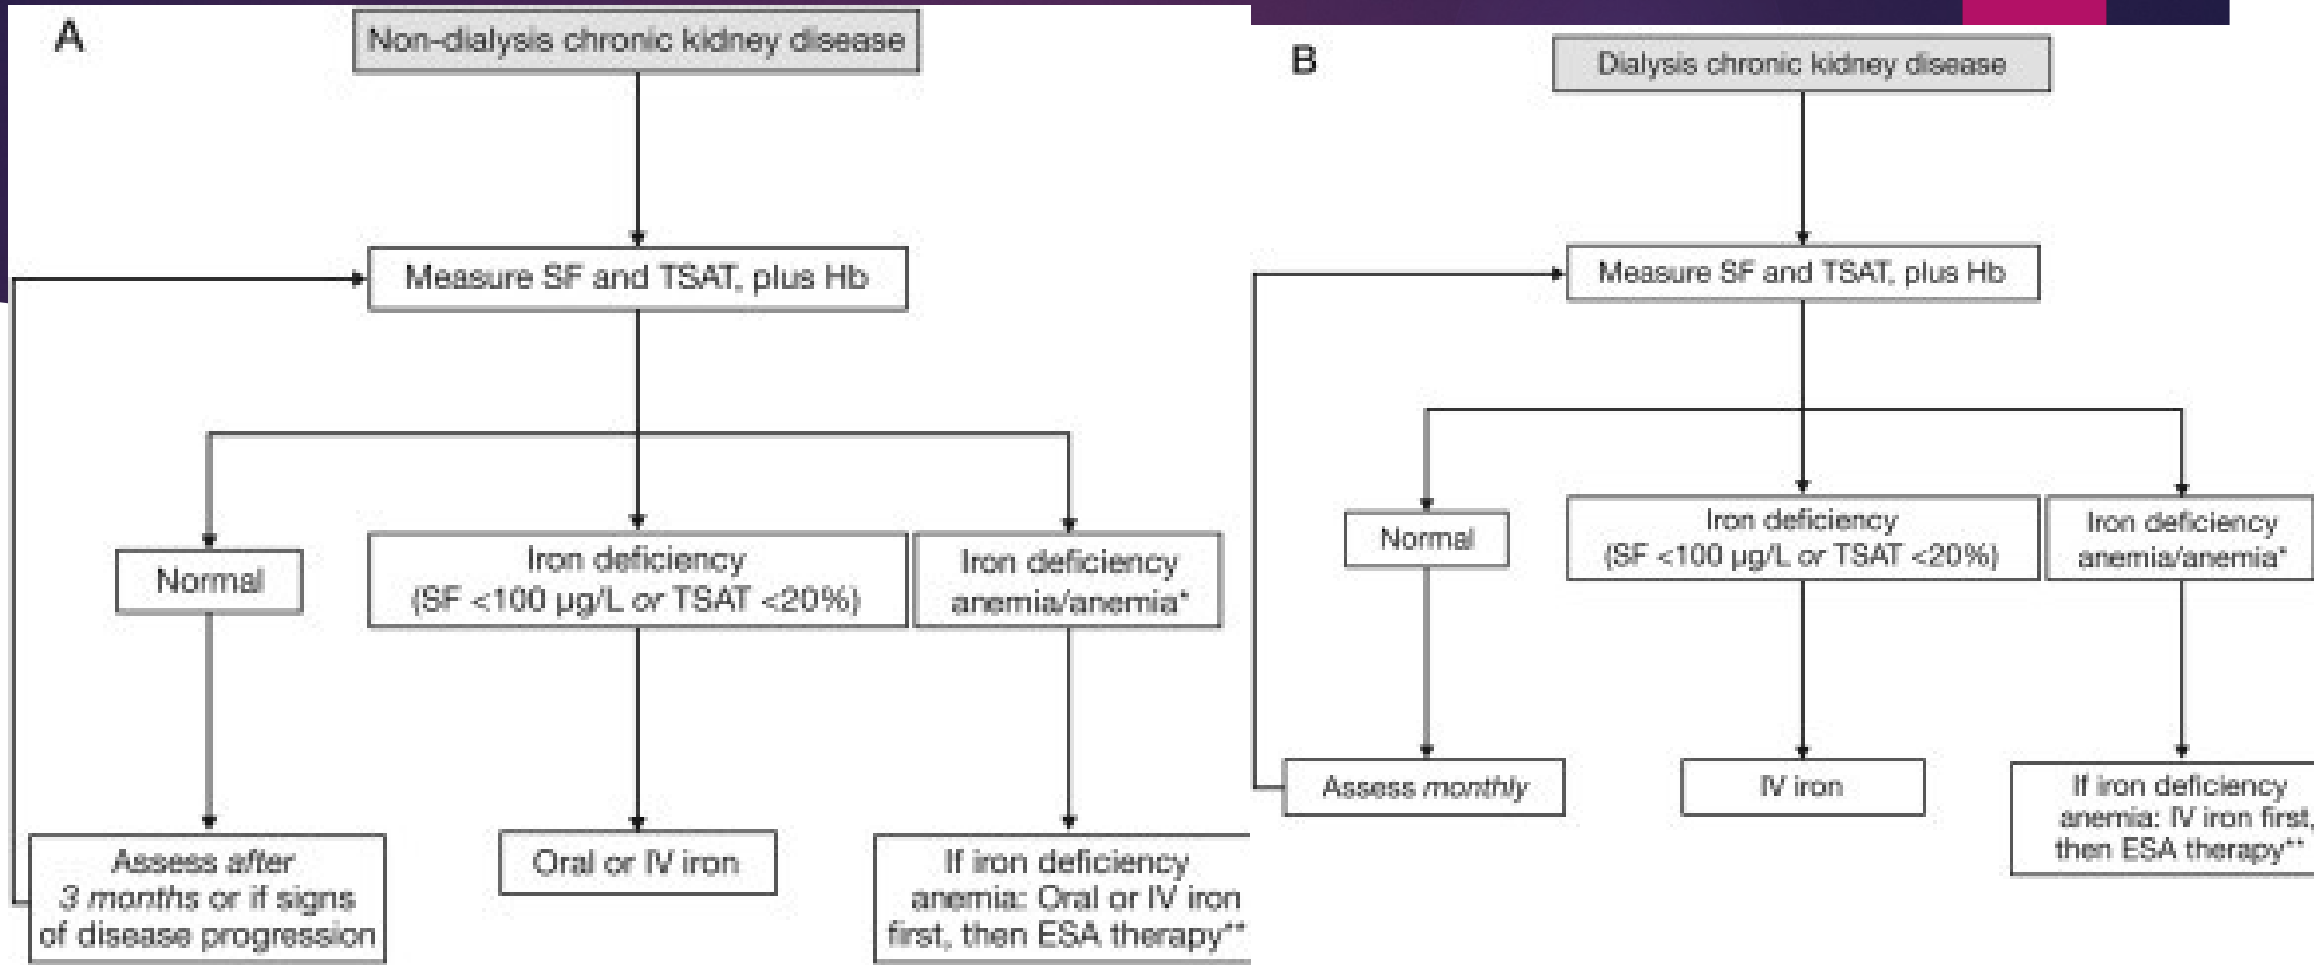 A
Non-dialysis chronic kidney disease
Measure SF and TSAT, plus Hb
Normal
Iron deficiency
(SF <100 µg/L or TSAT <20%)
Iron deficiency
anemia/anemia*
Assess after
3 months or if signs
of disease progression
Oral or IV iron
If iron deficiency
anemia: Oral or IV iron
first, then ESA therapy**
B
Dialysis chronic kidney disease
Measure SF and TSAT, plus Hb
Normal
Iron deficiency
(SF <100 µg/L or TSAT <20%)
Iron deficiency
anemia/anemia*
Assess monthly
IV iron
If iron deficiency
anemia: IV iron first,
then ESA therapy**